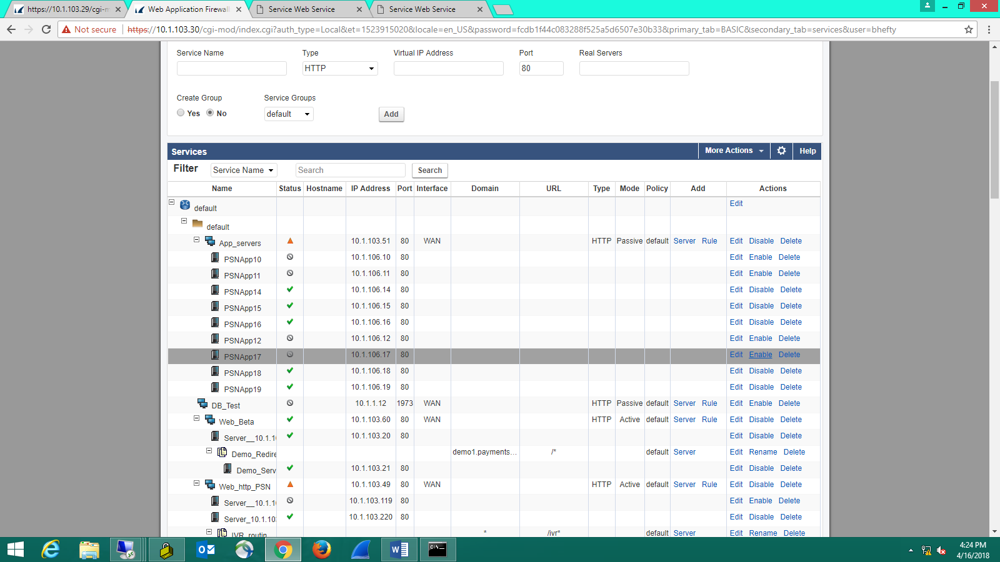 https://10.1.103.29/cgi-m
Web Application Firewall
Service Web Service
Service Web Service
Not secure
https://10.1.103.30/cgi-mod/index.cgi?auth_type=Local&et=1523915020&locale=en_US&password=fcdb1f44c083288f525a5d6507e30b33&primary_tab=BASIC&secondary_tab=services&user=bhefty
Service Name Type Virtual IP Address Port Real Servers
HTTP 80
Create Group Service Groups
Yes No default Add
Services More Actions Help
Filter Service Name Search Search
Name Status Hostname IP Address Port Interface Domain URL Type Mode Policy Add Actions
default Edit
default
App_servers 10.1.103.51 80 WAN HTTP Passive default Server Rule Edit Disable Delete
PSNApp10 10.1.106.10 80 Edit Enable Delete
PSNApp11 10.1.106.11 80 Edit Enable Delete
PSNApp14 10.1.106.14 80 Edit Disable Delete
PSNApp15 10.1.106.15 80 Edit Disable Delete
PSNApp16 10.1.106.16 80 Edit Disable Delete
PSNApp12 10.1.106.12 80 Edit Enable Delete
PSNApp17 10.1.106.17 80 Edit Enable Delete
PSNApp18 10.1.106.18 80 Edit Disable Delete
PSNApp19 10.1.106.19 80 Edit Disable Delete
DB_Test 10.1.1.12 1973 WAN HTTP Passive default Server Rule Edit Enable Delete
Web_Beta 10.1.103.60 80 WAN HTTP Active default Server Rule Edit Disable Delete
Server__10.1.10 10.1.103.20 80 Edit Disable Delete
Demo_Redire demo1.payments... /* default Server Edit Rename Delete
Demo_Serv 10.1.103.21 80 Edit Disable Delete
Web_http_PSN 10.1.103.49 80 WAN HTTP Active default Server Rule Edit Disable Delete
Server__10.1.10 10.1.103.119 80 Edit Enable Delete
Server_10.1.103 10.1.103.220 80 Edit Disable Delete
IVR_routin * /ivr* default Server Edit Rename Delete
4:24 PM
4/16/2018